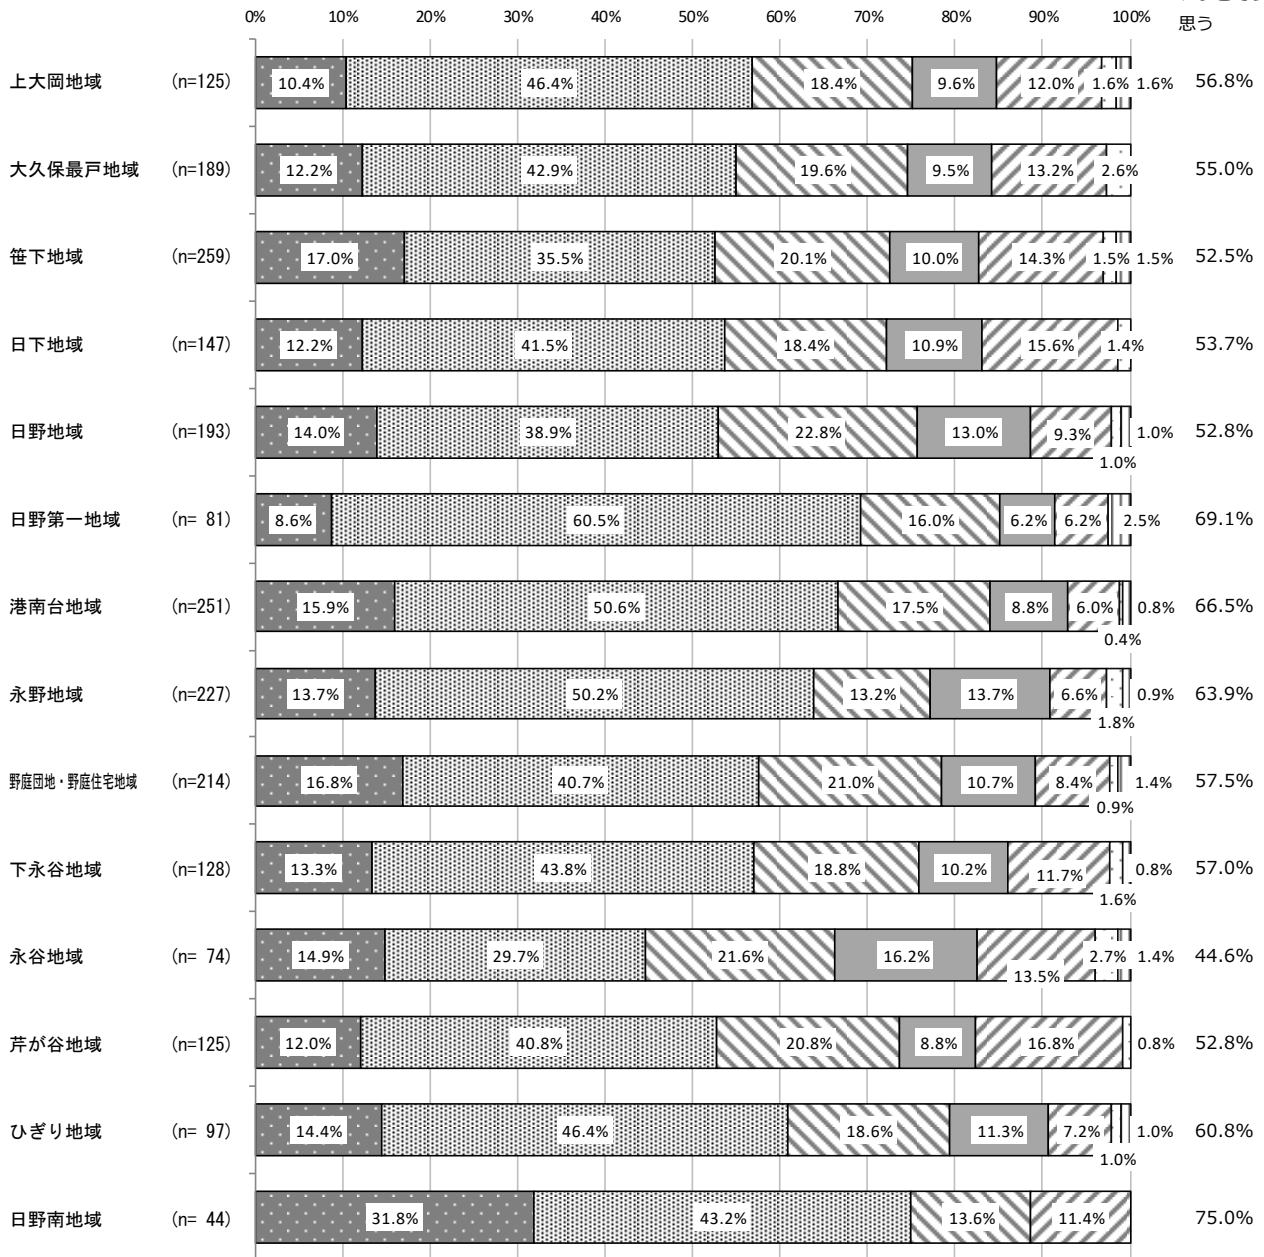 0% 10% 20% 30% 40% 50% 60% 70% 80% 90% 100%
思う
上大岡地域 (n=125) 10.4% 46.4% 18.4% 9.6% 12.0% 1.6% 1.6% 56.8%
大久保最戸地域 (n=189) 12.2% 42.9% 19.6% 9.5% 13.2% 2.6% 55.0%
笹下地域 (n=259) 17.0% 35.5% 20.1% 10.0% 14.3% 1.5% 1.5% 52.5%
日下地域 (n=147) 12.2% 41.5% 18.4% 10.9% 15.6% 1.4% 53.7%
日野地域 (n=193) 14.0% 38.9% 22.8% 13.0% 9.3% 1.0% 52.8%
1.0%
日野第一地域 (n= 81) 8.6% 60.5% 16.0% 6.2% 6.2% 2.5% 69.1%
港南台地域 (n=251) 15.9% 50.6% 17.5% 8.8% 6.0% 0.8% 66.5%
0.4%
永野地域 (n=227) 13.7% 50.2% 13.2% 13.7% 6.6% 0.9% 63.9%
1.8%
野庭団地・野庭住宅地域 (n=214) 16.8% 40.7% 21.0% 10.7% 8.4% 1.4% 57.5%
0.9%
下永谷地域 (n=128) 13.3% 43.8% 18.8% 10.2% 11.7% 0.8% 57.0%
1.6%
永谷地域 (n= 74) 14.9% 29.7% 21.6% 16.2% 2.7% 1.4% 44.6%
13.5%
芹が谷地域 (n=125) 12.0% 40.8% 20.8% 8.8% 16.8% 0.8% 52.8%
ひぎり地域 (n= 97) 14.4% 46.4% 18.6% 11.3% 7.2% 1.0% 60.8%
1.0%
日野南地域 (n= 44) 31.8% 43.2% 13.6% 11.4% 75.0%